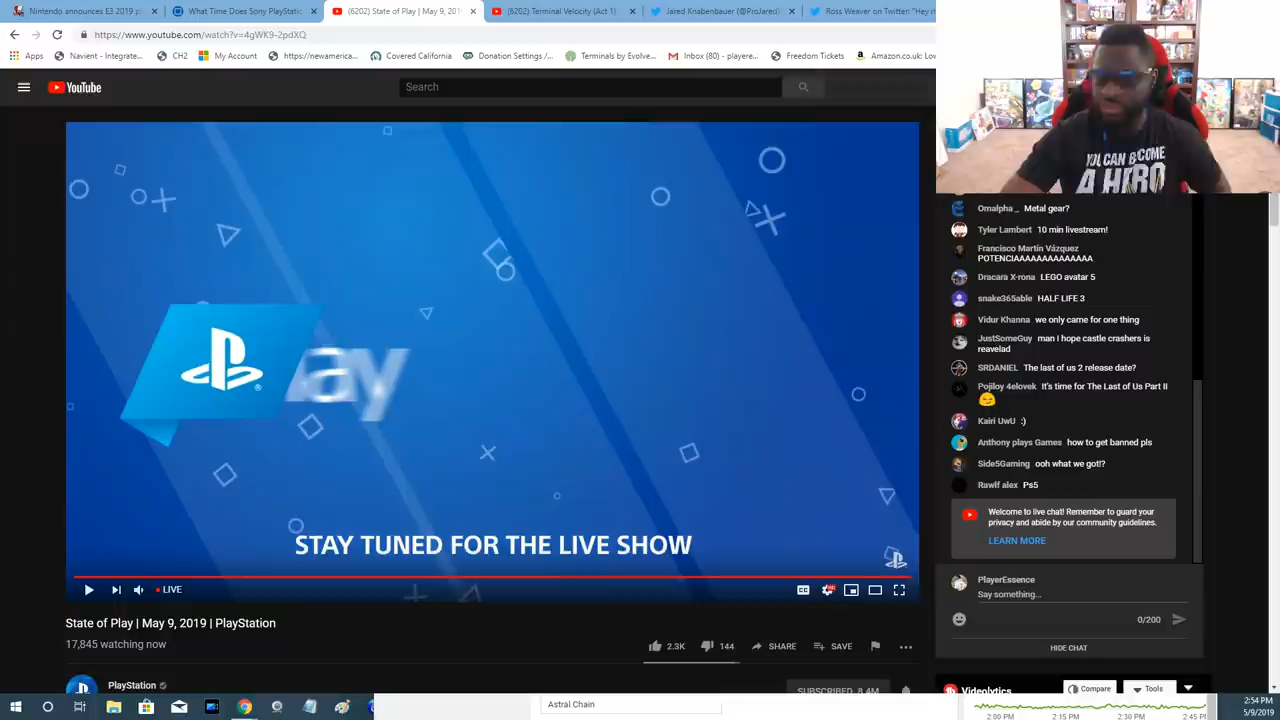 Nintendo announces E3 2019
What Time Does Sony PlayStation
(6202) State of Play | May 9, 201
(6202) Terminal Velocity (Act 1)
Jared Knabenbauer (@ProJared)
Ross Weaver on Twitter: "Hey
https://www.youtube.com/watch?v=4gWK9-2pdXQ
Apps
Navient - Integrate...
CH2
My Account
https://newamerica...
Covered California
Donation Settings /...
Terminals by Evolve...
Inbox (80) - playere...
Freedom Tickets
Amazon.co.uk: Lo
YouTube
Search
YOU CAN BECOME
A HERO
Omalpha _ Metal gear?
Tyler Lambert 10 min livestream!
Francisco Martín Vázquez
POTENCIAAAAAAAAAAAAAA
Dracara X-rona LEGO avatar 5
snake365able HALF LIFE 3
Vidur Khanna we only came for one thing
JustSomeGuy man I hope castle crashers is
reavelad
SRDANIEL The last of us 2 release date?
Pojiloy 4elovek It's time for The Last of Us Part II
Kairi UwU :)
Anthony plays Games how to get banned pls
Side5Gaming ooh what we got!?
Rawlf alex Ps5
Welcome to live chat! Remember to guard your
privacy and abide by our community guidelines.
LEARN MORE
PlayerEssence
Say something...
0/200
HIDE CHAT
STAY TUNED FOR THE LIVE SHOW
LIVE
State of Play | May 9, 2019 | PlayStation
17,845 watching now
2.3K
144
SHARE
SAVE
PlayStation
SUBSCRIBED 8.4M
Videolytics
Compare
Tools
Astral Chain
2:00 PM
2:15 PM
2:30 PM
2:45 P
2:54 PM
5/9/2019